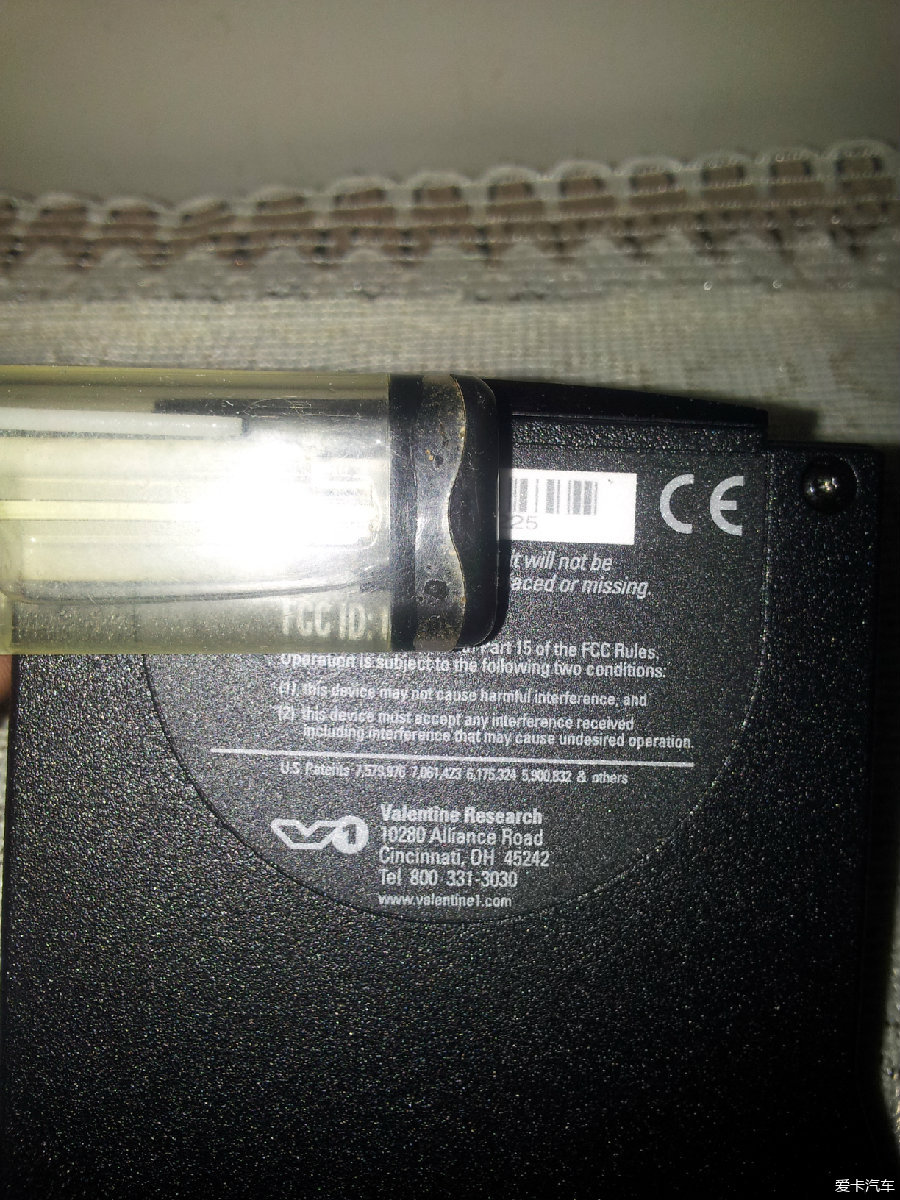 25
CE
it will not be
aced or missing.
FCC ID:
Part 15 of the FCC Rules.
Operation is subject to the following two conditions:
(1) this device may not cause harmful interference, and
(2) this device must accept any interference received
including interference that may cause undesired operation.
U.S. Patents 7,579,976 7,061,423 6,175,324 5,900,832 & others
V1
Valentine Research
10280 Alliance Road
Cincinnati, OH 45242
Tel 800 331-3030
www.valentine1.com
爱卡汽车